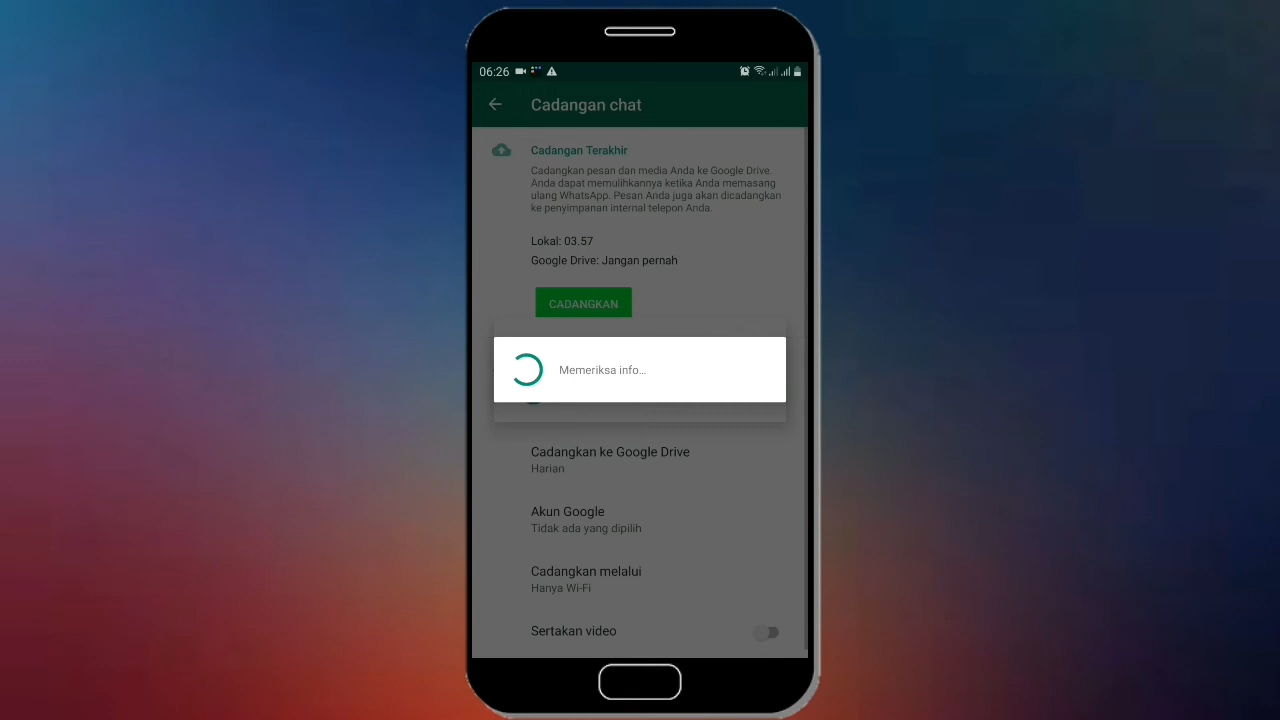 06:26
Cadangan chat
Cadangan Terakhir
Cadangkan pesan dan media Anda ke Google Drive.
Anda dapat memulihkannya ketika Anda memasang
ulang WhatsApp. Pesan Anda juga akan dicadangkan
ke penyimpanan internal telepon Anda.
Lokal: 03.57
Google Drive: Jangan pernah
CADANGKAN
Memeriksa info...
Cadangkan ke Google Drive
Harian
Akun Google
Tidak ada yang dipilih
Cadangkan melalui
Hanya Wi-Fi
Sertakan video